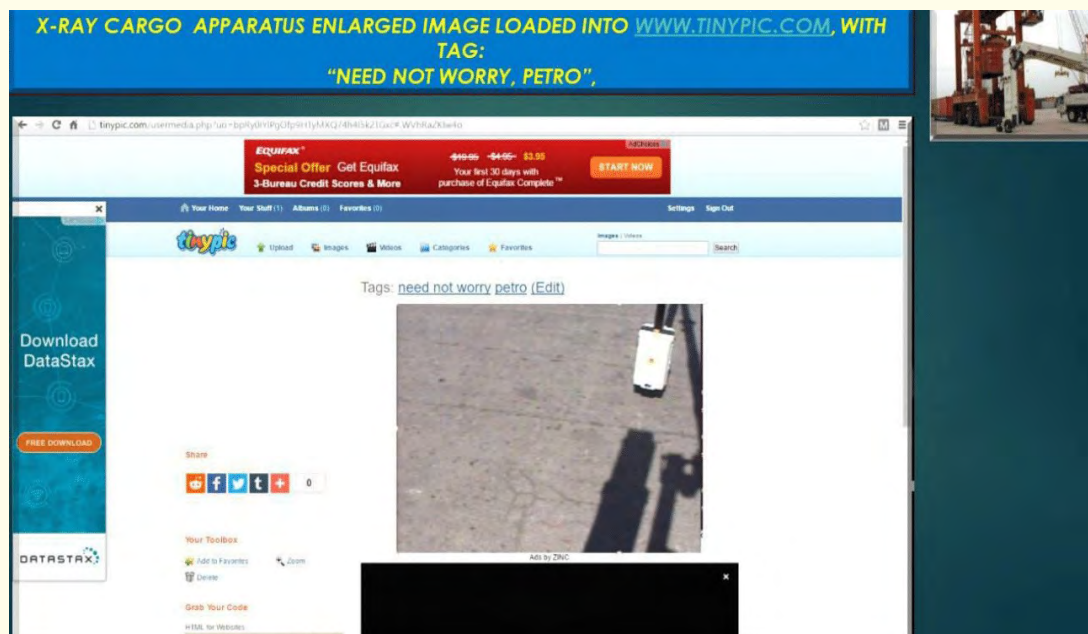 X-RAY CARGO APPARATUS ENLARGED IMAGE LOADED INTO WWW.TINYPIC.COM, WITH
TAG:
"NEED NOT WORRY, PETRO",
EQUIFAX
Special Offer Get Equifax
3-Bureau Credit Scores & More
$19.95 $4.95 $3.95
Your first 30 days with
purchase of Equifax Complete™
AdChoices
START NOW
Your Home Your Stuff (1) Albums (0) Favorites (0) Settings Sign Out
tinypic Upload Images Videos Categories Favorites
Images | Videos
Search
Tags: need not worry petro (Edit)
Download
DataStax
FREE DOWNLOAD
DATASTAX
Share
0
Your Toolbox
Add to Favorites Zoom
Delete
Grab Your Code
HTML for Websites
Ads by ZINC